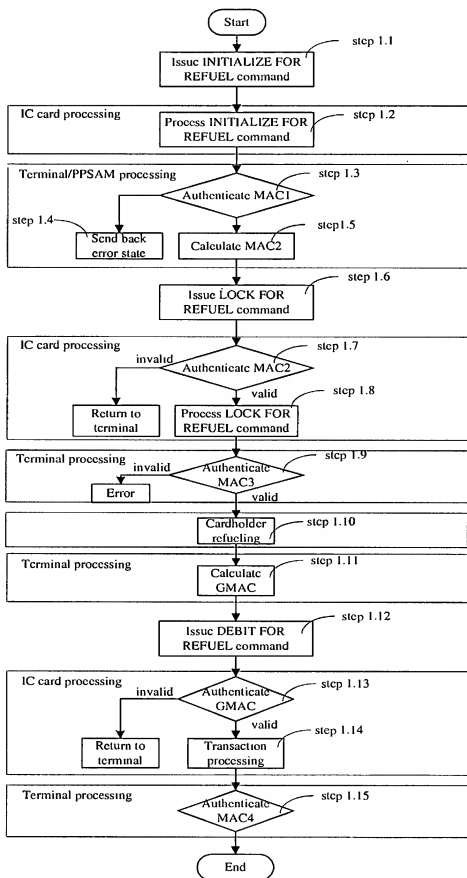 Start
step 1.1
Issue INITIALIZE FOR
REFUEL command
IC card processing
step 1.2
Process INITIALIZE FOR
REFUEL command
Terminal/PPSAM processing
step 1.3
Authenticate MAC1
step 1.4
step1.5
Send back
error state
Calculate MAC2
step 1.6
Issue LOCK FOR
REFUEL command
IC card processing
invalid
step 1.7
Authenticate MAC2
valid
step 1.8
Return to
terminal
Process LOCK FOR
REFUEL command
Terminal processing
invalid
step 1.9
Authenticate
MAC3
Error
valid
step 1.10
Cardholder
refueling
Terminal processing
step 1.11
Calculate
GMAC
step 1.12
Issue DEBIT FOR
REFUEL command
IC card processing
invalid
step 1.13
Authenticate
GMAC
valid
step 1.14
Return to
terminal
Transaction
processing
Terminal processing
step 1.15
Authenticate
MAC4
End